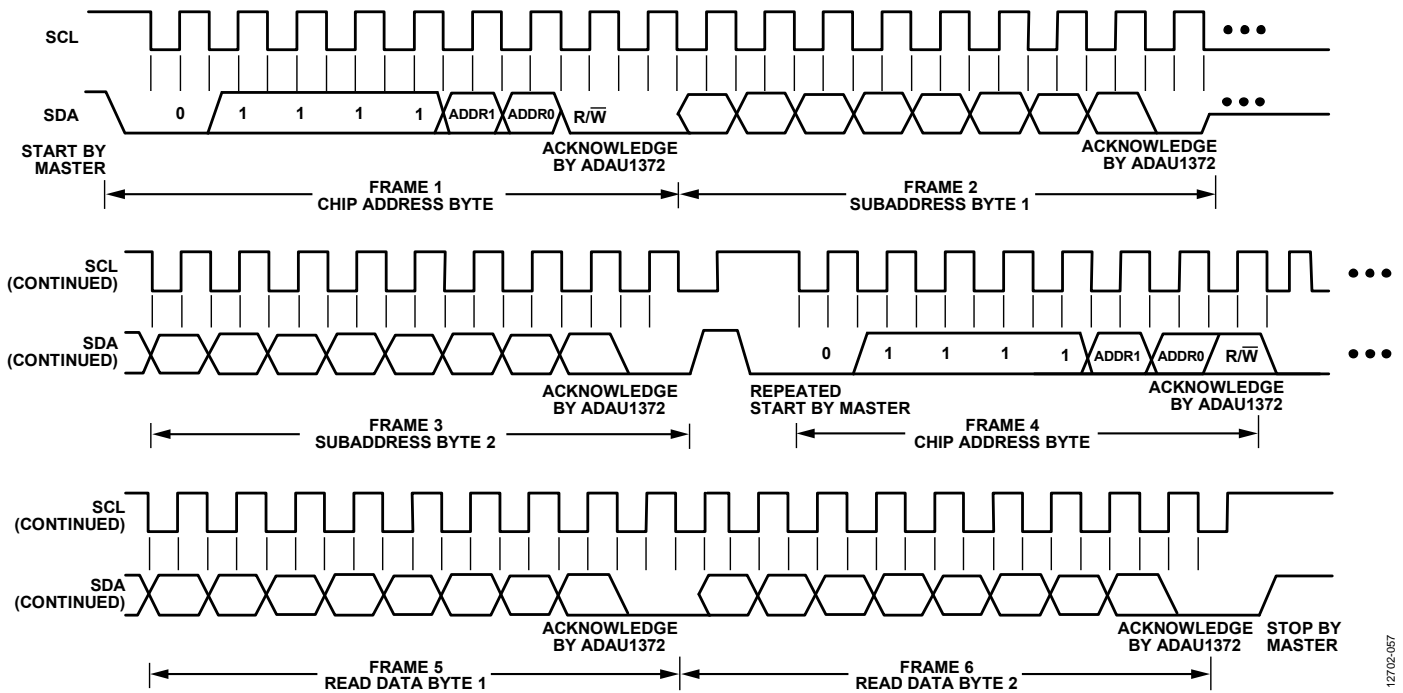 SCL
SDA
0 1 1 1 1 ADDR1 ADDR0 R/W̅
START BY
MASTER
ACKNOWLEDGE
BY ADAU1372
ACKNOWLEDGE
BY ADAU1372
FRAME 1
CHIP ADDRESS BYTE
FRAME 2
SUBADDRESS BYTE 1
SCL
(CONTINUED)
SDA
(CONTINUED)
0 1 1 1 1 ADDR1 ADDR0 R/W̅
ACKNOWLEDGE
BY ADAU1372
REPEATED
START BY MASTER
ACKNOWLEDGE
BY ADAU1372
FRAME 3
SUBADDRESS BYTE 2
FRAME 4
CHIP ADDRESS BYTE
SCL
(CONTINUED)
SDA
(CONTINUED)
ACKNOWLEDGE
BY ADAU1372
ACKNOWLEDGE
BY ADAU1372
STOP BY
MASTER
FRAME 5
READ DATA BYTE 1
FRAME 6
READ DATA BYTE 2
12702-057